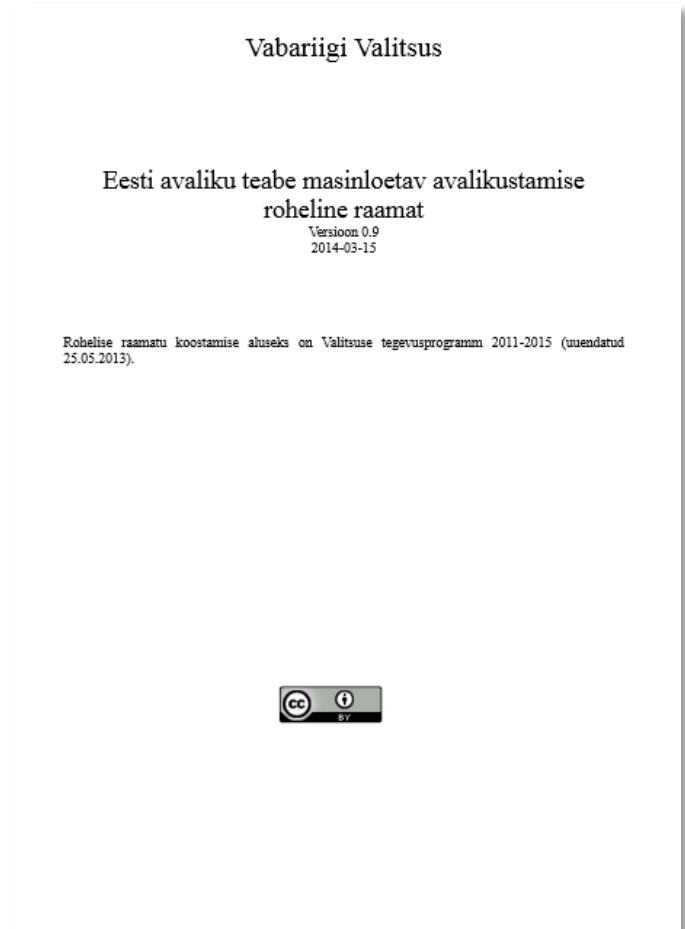 Vabariigi Valitsus
Eesti avaliku teabe masinloetav avalikustamise
roheline raamat
Versioon 0.9
2014-03-15
Rohelise raamatu koostamise aluseks on Valitsuse tegevusprogramm 2011-2015 (uuendatud
25.05.2013).
cc
BY